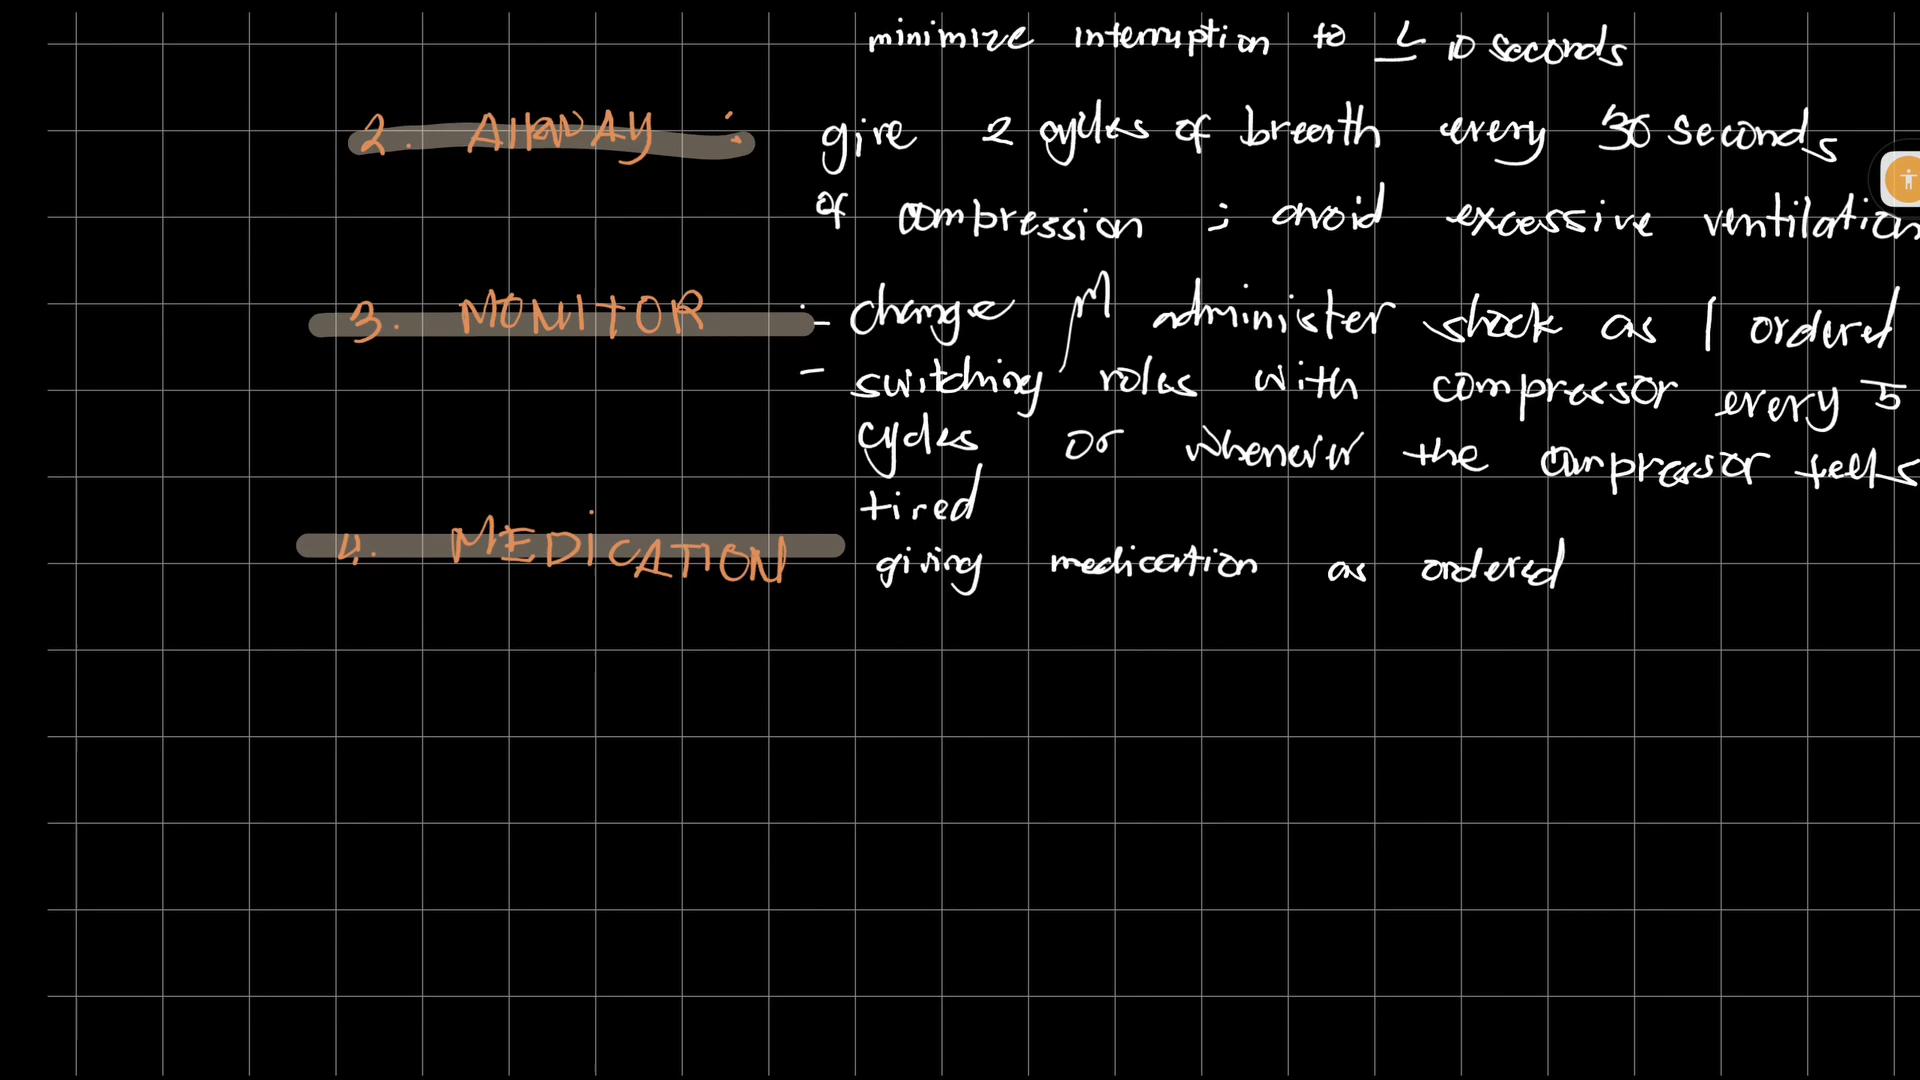 minimize interruption to ≤ 10 seconds
2. AIRWAY : give 2 cycles of breath every 30 seconds
of compression ; avoid excessive ventilation
3. MONITOR : - change / administer shock as ordered
- switching roles with compressor every 5
cycles or whenever the compressor feels
tired
4. MEDICATION giving medication as ordered